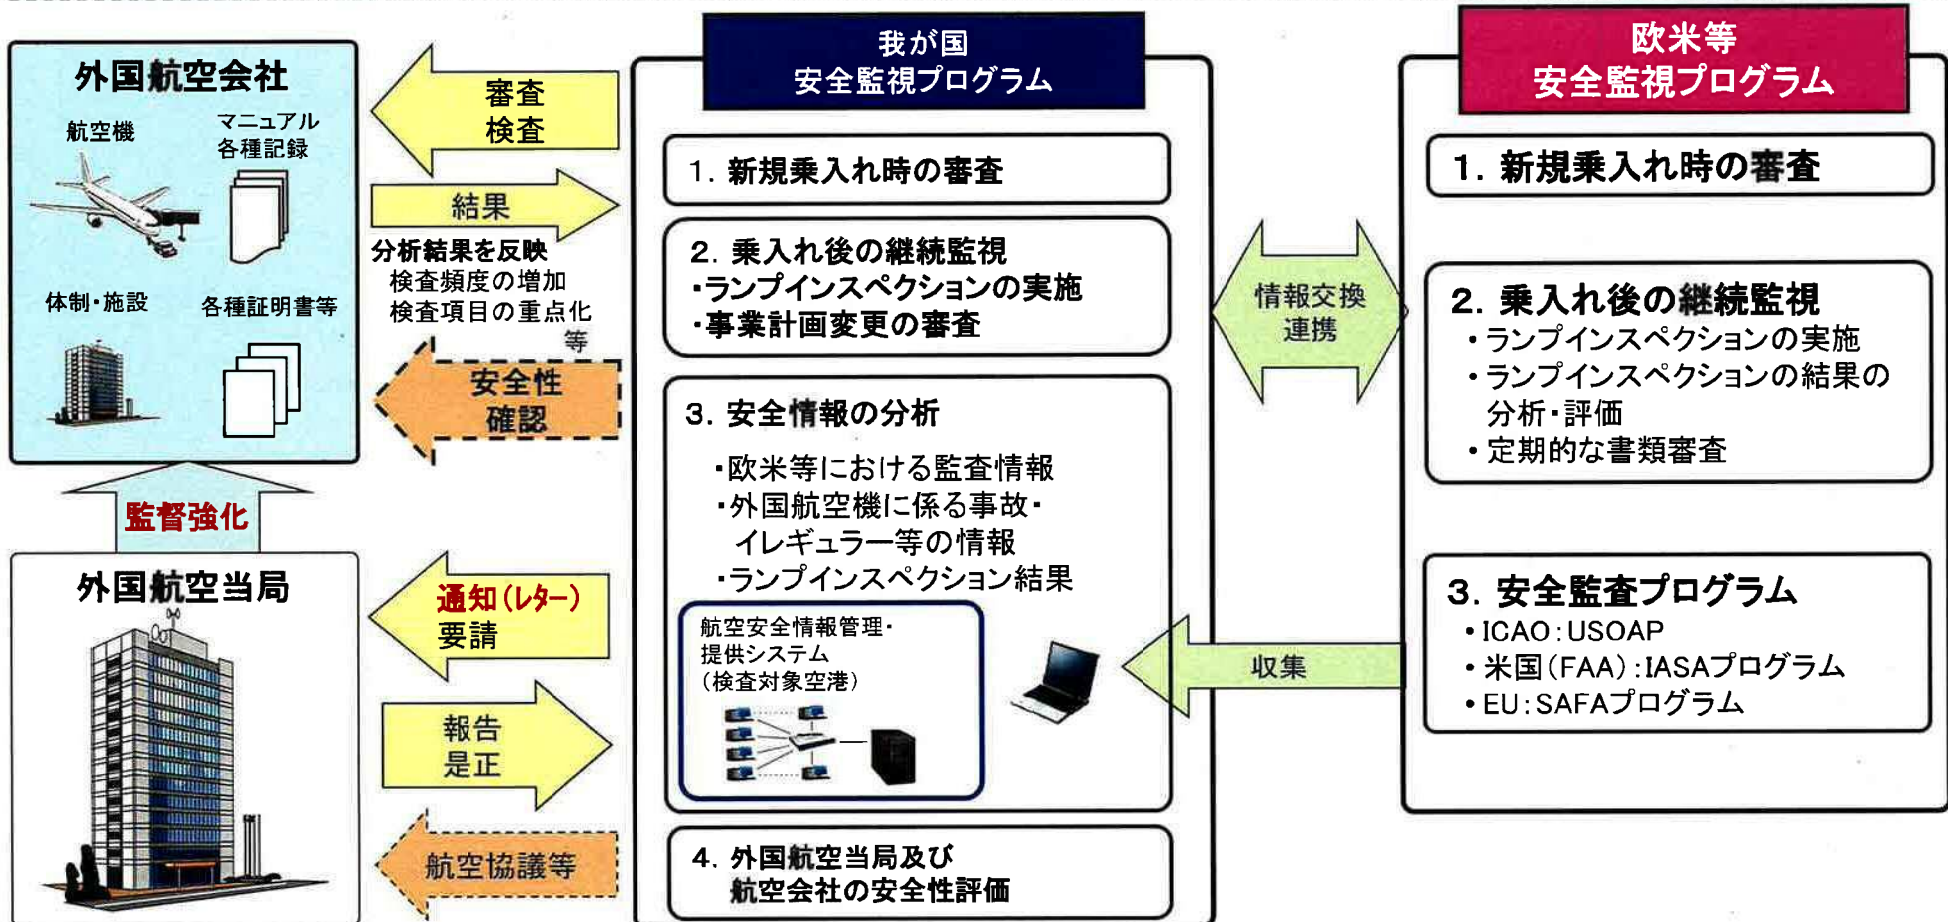 外国航空会社
航空機
マニュアル
各種記録
体制・施設
各種証明書等
監督強化
外国航空当局
審査
検査
結果
分析結果を反映
検査頻度の増加
検査項目の重点化
等
安全性
確認
通知(レター)
要請
報告
是正
航空協議等
我が国
安全監視プログラム
1. 新規乗入れ時の審査
2. 乗入れ後の継続監視
・ランプインスペクションの実施
・事業計画変更の審査
3. 安全情報の分析
・欧米等における監査情報
・外国航空機に係る事故・
イレギュラー等の情報
・ランプインスペクション結果
航空安全情報管理・
提供システム
(検査対象空港)
4. 外国航空当局及び
航空会社の安全性評価
情報交換
連携
収集
欧米等
安全監視プログラム
1. 新規乗入れ時の審査
2. 乗入れ後の継続監視
・ランプインスペクションの実施
・ランプインスペクションの結果の
分析・評価
・定期的な書類審査
3. 安全監査プログラム
・ICAO:USOAP
・米国(FAA):IASAプログラム
・EU:SAFAプログラム